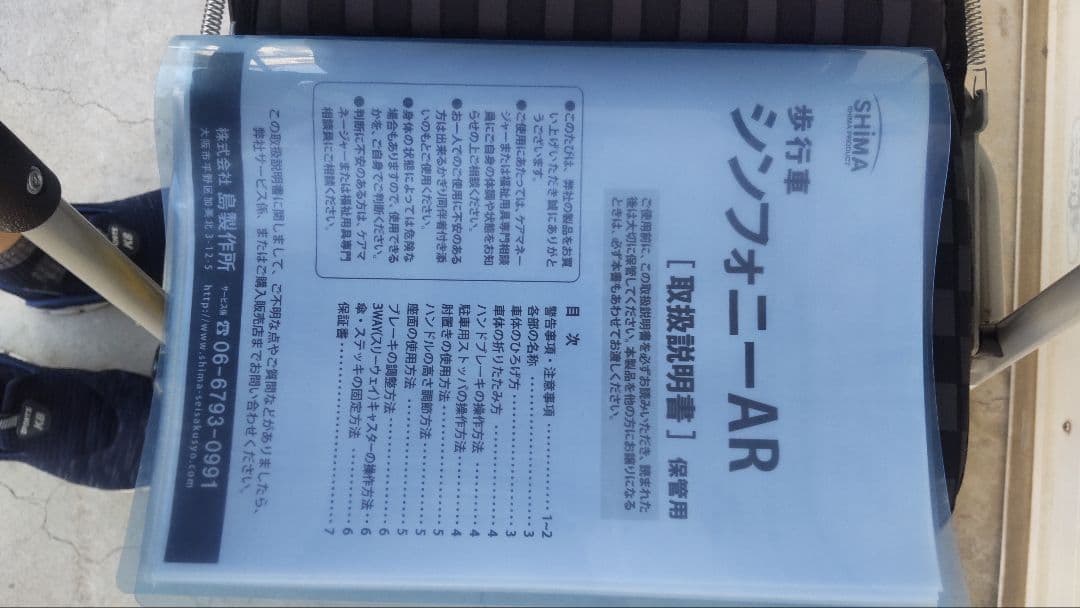 SHiMA
SHIMA PRODUCT
歩行車
シンフォニーAR
[取扱説明書] 保管用
ご使用前に、この取扱説明書を必ずお読みいただき、読まれた
後は大切に保管してください。本製品を他の方にお譲りになる
ときは、必ず本書もあわせてお渡しください。
●このたびは、弊社の製品をお買
い上げいただき誠にありがと
うございます。
●ご使用にあたっては、ケアマネー
ジャーまたは福祉用具専門相談
員にご自身の体調や状態をお知
らせの上ご相談ください。
●お一人でのご使用に不安のある
方は出来るかぎり同伴者付き添
いのもとご使用ください。
●身体の状態によっては危険な
場合もありますので、使用できる
かを、ご自身でご判断ください。
●判断に不安のある方は、ケアマ
ネージャーまたは福祉用具専門
相談員にご相談ください。
目 次
警告事項・注意事項 ・・・・・・・・・・ 1~2
各部の名称 ・・・・・・・・・・・・・・ 3
車体のひろげ方 ・・・・・・・・・・・・ 3
車体の折りたたみ方 ・・・・・・・・・・ 4
ハンドブレーキの操作方法 ・・・・・・・ 4
駐車用ストッパの操作方法 ・・・・・・・ 4
肘置きの使用方法 ・・・・・・・・・・・ 5
ハンドルの高さ調節方法 ・・・・・・・・ 5
座面の使用方法 ・・・・・・・・・・・・ 5
ブレーキの調整方法 ・・・・・・・・・・ 6
3WAY(スリーウェイ)キャスターの操作方法・・ 6
傘・ステッキの固定方法 ・・・・・・・・ 6
保証書 ・・・・・・・・・・・・・・・・ 7
この取扱説明書に関しまして、ご不明な点やご質問などがありましたら、
弊社サービス係、またはご購入販売店までお問い合わせください。
株式会社 島製作所 サービス係 ☎06-6793-0991
大阪市平野区加美北 3-12-5 http://www.shima-seisakusyo.com